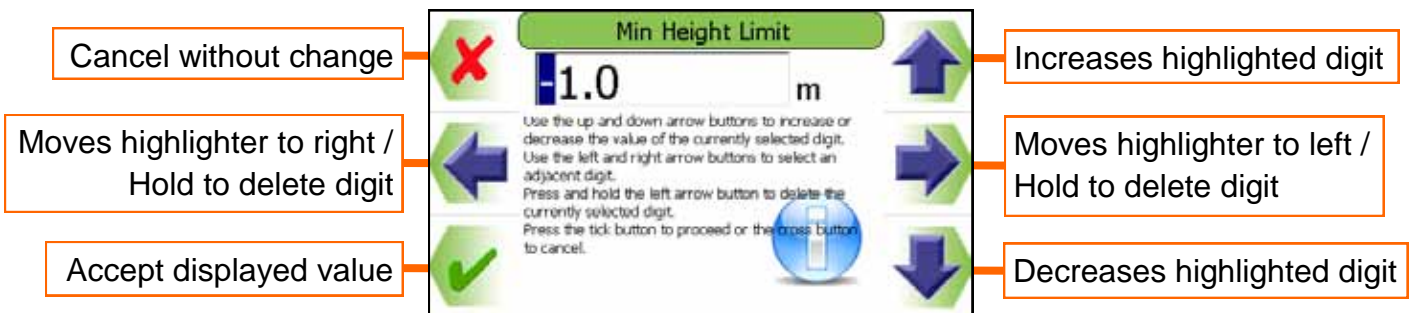 Cancel without change
Moves highlighter to right /
Hold to delete digit
Accept displayed value
Min Height Limit
-1.0 m
Use the up and down arrow buttons to increase or
decrease the value of the currently selected digit.
Use the left and right arrow buttons to select an
adjacent digit.
Press and hold the left arrow button to delete the
currently selected digit.
Press the tick button to proceed or the cross button
to cancel.
Increases highlighted digit
Moves highlighter to left /
Hold to delete digit
Decreases highlighted digit